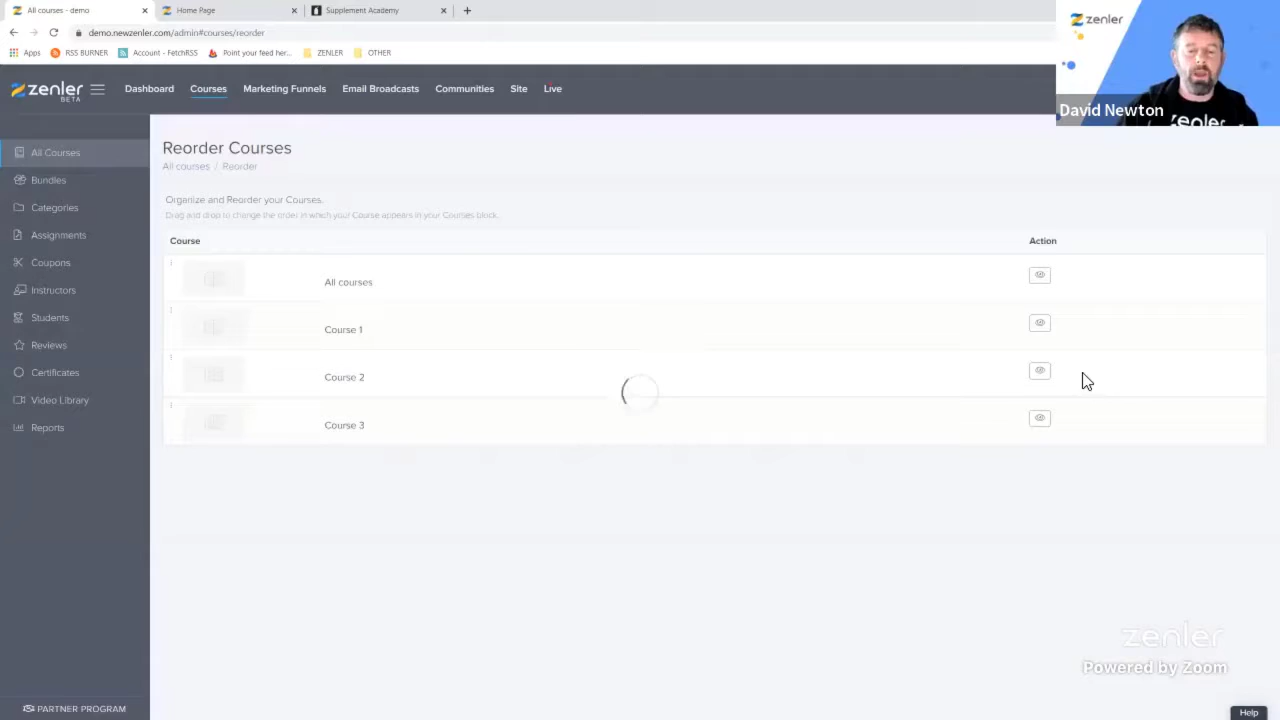 All courses - demo
Home Page
Supplement Academy
demo.newzenler.com/admin#courses/reorder
Apps
RSS BURNER
Account - FetchRSS
Point your feed her...
ZENLER
OTHER
zenler
BETA
Dashboard
Courses
Marketing Funnels
Email Broadcasts
Communities
Site
Live
zenler
David Newton
zenler
All Courses
Bundles
Categories
Assignments
Coupons
Instructors
Students
Reviews
Certificates
Video Library
Reports
PARTNER PROGRAM
Reorder Courses
All courses / Reorder
Organize and Reorder your Courses.
Drag and drop to change the order in which your Course appears in your Courses block.
Course
Action
All courses
Course 1
Course 2
Course 3
zenler
Powered by Zoom
Help